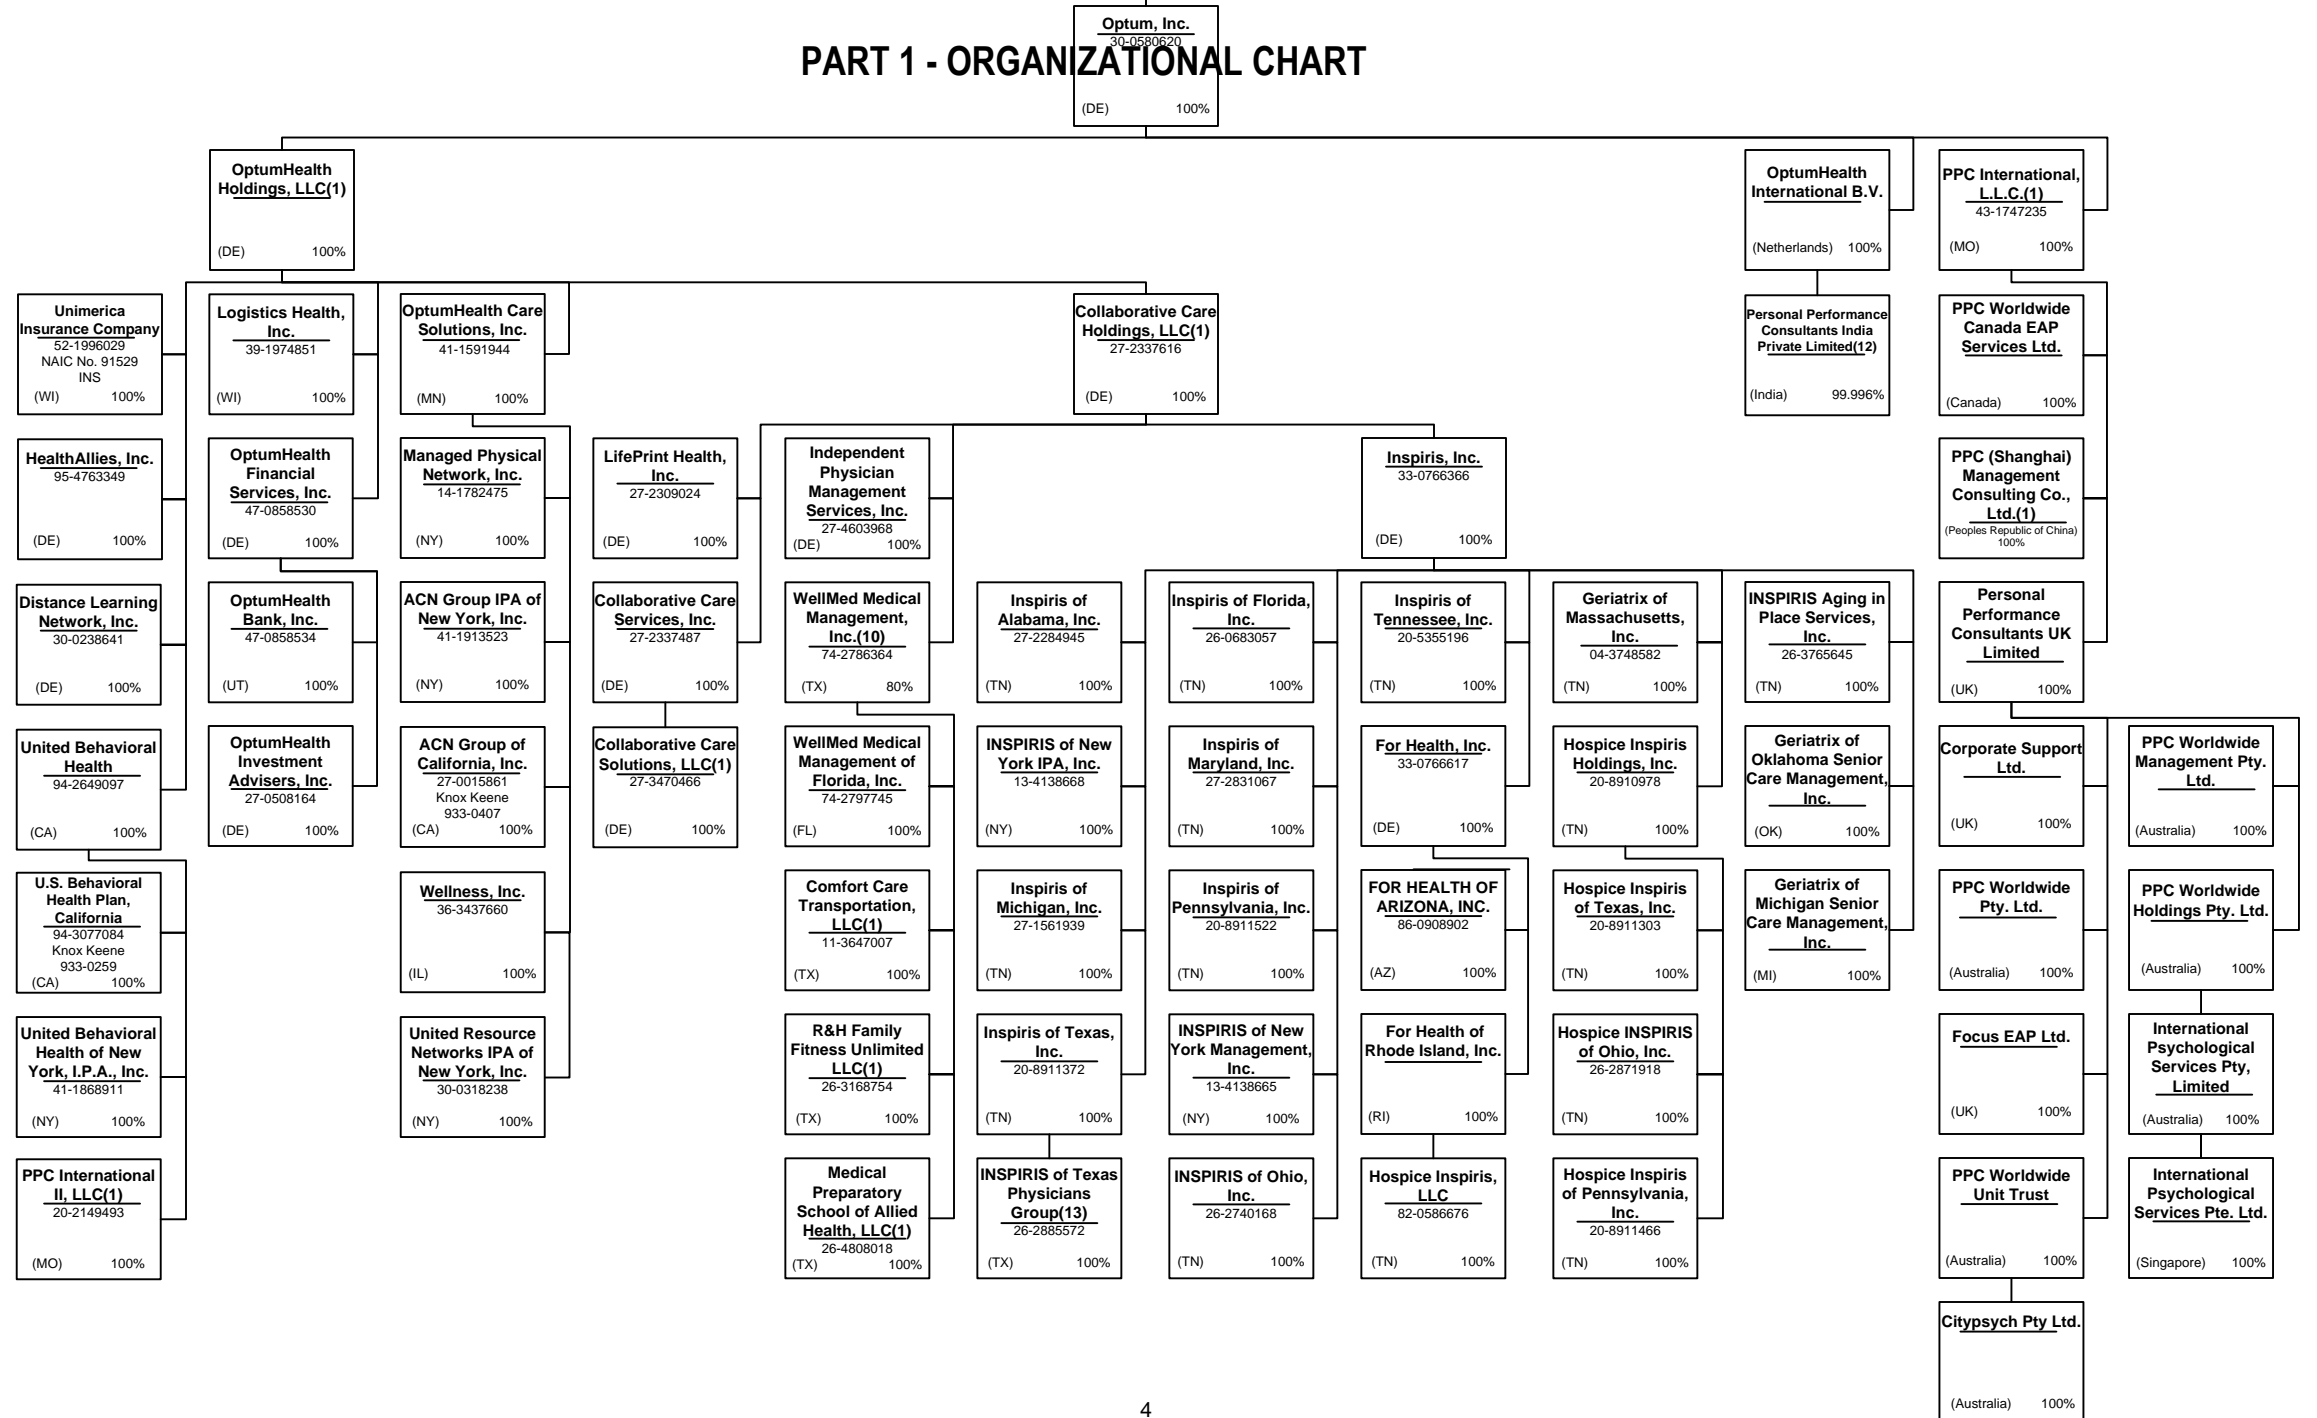 Optum, Inc.
30-0580620
PART 1 - ORGANIZATIONAL CHART
(DE) 100%
OptumHealth
Holdings, LLC(1)
(DE) 100%
OptumHealth
International B.V.
(Netherlands) 100%
PPC International,
L.L.C.(1)
43-1747235
(MO) 100%
Unimerica
Insurance Company
52-1996029
NAIC No. 91529
INS
(WI) 100%
Logistics Health,
Inc.
39-1974851
(WI) 100%
OptumHealth Care
Solutions, Inc.
41-1591944
(MN) 100%
Collaborative Care
Holdings, LLC(1)
27-2337616
(DE) 100%
Personal Performance
Consultants India
Private Limited(12)
(India) 99.996%
PPC Worldwide
Canada EAP
Services Ltd.
(Canada) 100%
HealthAllies, Inc.
95-4763349
(DE) 100%
OptumHealth
Financial
Services, Inc.
47-0858530
(DE) 100%
Managed Physical
Network, Inc.
14-1782475
(NY) 100%
LifePrint Health,
Inc.
27-2309024
(DE) 100%
Independent
Physician
Management
Services, Inc.
27-4603968
(DE) 100%
Inspiris, Inc.
33-0766366
(DE) 100%
PPC (Shanghai)
Management
Consulting Co.,
Ltd.(1)
(Peoples Republic of China)
100%
Distance Learning
Network, Inc.
30-0238641
(DE) 100%
OptumHealth
Bank, Inc.
47-0858534
(UT) 100%
ACN Group IPA of
New York, Inc.
41-1913523
(NY) 100%
Collaborative Care
Services, Inc.
27-2337487
(DE) 100%
WellMed Medical
Management,
Inc.(10)
74-2786364
(TX) 80%
Inspiris of
Alabama, Inc.
27-2284945
(TN) 100%
Inspiris of Florida,
Inc.
26-0683057
(TN) 100%
Inspiris of
Tennessee, Inc.
20-5355196
(TN) 100%
Geriatrix of
Massachusetts,
Inc.
04-3748582
(TN) 100%
INSPIRIS Aging in
Place Services,
Inc.
26-3765645
(TN) 100%
Personal
Performance
Consultants UK
Limited
(UK) 100%
United Behavioral
Health
94-2649097
(CA) 100%
OptumHealth
Investment
Advisers, Inc.
27-0508164
(DE) 100%
ACN Group of
California, Inc.
27-0015861
Knox Keene
933-0407
(CA) 100%
Collaborative Care
Solutions, LLC(1)
27-3470466
(DE) 100%
WellMed Medical
Management of
Florida, Inc.
74-2797745
(FL) 100%
INSPIRIS of New
York IPA, Inc.
13-4138668
(NY) 100%
Inspiris of
Maryland, Inc.
27-2831067
(TN) 100%
For Health, Inc.
33-0766617
(DE) 100%
Hospice Inspiris
Holdings, Inc.
20-8910978
(TN) 100%
Geriatrix of
Oklahoma Senior
Care Management,
Inc.
(OK) 100%
Corporate Support
Ltd.
(UK) 100%
PPC Worldwide
Management Pty.
Ltd.
(Australia) 100%
U.S. Behavioral
Health Plan,
California
94-3077084
Knox Keene
933-0259
(CA) 100%
Wellness, Inc.
36-3437660
(IL) 100%
Comfort Care
Transportation,
LLC(1)
11-3647007
(TX) 100%
Inspiris of
Michigan, Inc.
27-1561939
(TN) 100%
Inspiris of
Pennsylvania, Inc.
20-8911522
(TN) 100%
FOR HEALTH OF
ARIZONA, INC.
86-0908902
(AZ) 100%
Hospice Inspiris
of Texas, Inc.
20-8911303
(TN) 100%
Geriatrix of
Michigan Senior
Care Management,
Inc.
(MI) 100%
PPC Worldwide
Pty. Ltd.
(Australia) 100%
PPC Worldwide
Holdings Pty. Ltd.
(Australia) 100%
United Behavioral
Health of New
York, I.P.A., Inc.
41-1868911
(NY) 100%
United Resource
Networks IPA of
New York, Inc.
30-0318238
(NY) 100%
R&H Family
Fitness Unlimited
LLC(1)
26-3168754
(TX) 100%
Inspiris of Texas,
Inc.
20-8911372
(TN) 100%
INSPIRIS of New
York Management,
Inc.
13-4138665
(NY) 100%
For Health of
Rhode Island, Inc.
(RI) 100%
Hospice INSPIRIS
of Ohio, Inc.
26-2871918
(TN) 100%
Focus EAP Ltd.
(UK) 100%
International
Psychological
Services Pty,
Limited
(Australia) 100%
PPC International
II, LLC(1)
20-2149493
(MO) 100%
Medical
Preparatory
School of Allied
Health, LLC(1)
26-4808018
(TX) 100%
INSPIRIS of Texas
Physicians
Group(13)
26-2885572
(TX) 100%
INSPIRIS of Ohio,
Inc.
26-2740168
(TN) 100%
Hospice Inspiris,
LLC
82-0586676
(TN) 100%
Hospice Inspiris
of Pennsylvania,
Inc.
20-8911466
(TN) 100%
PPC Worldwide
Unit Trust
(Australia) 100%
International
Psychological
Services Pte. Ltd.
(Singapore) 100%
Citypsych Pty Ltd.
(Australia) 100%
4